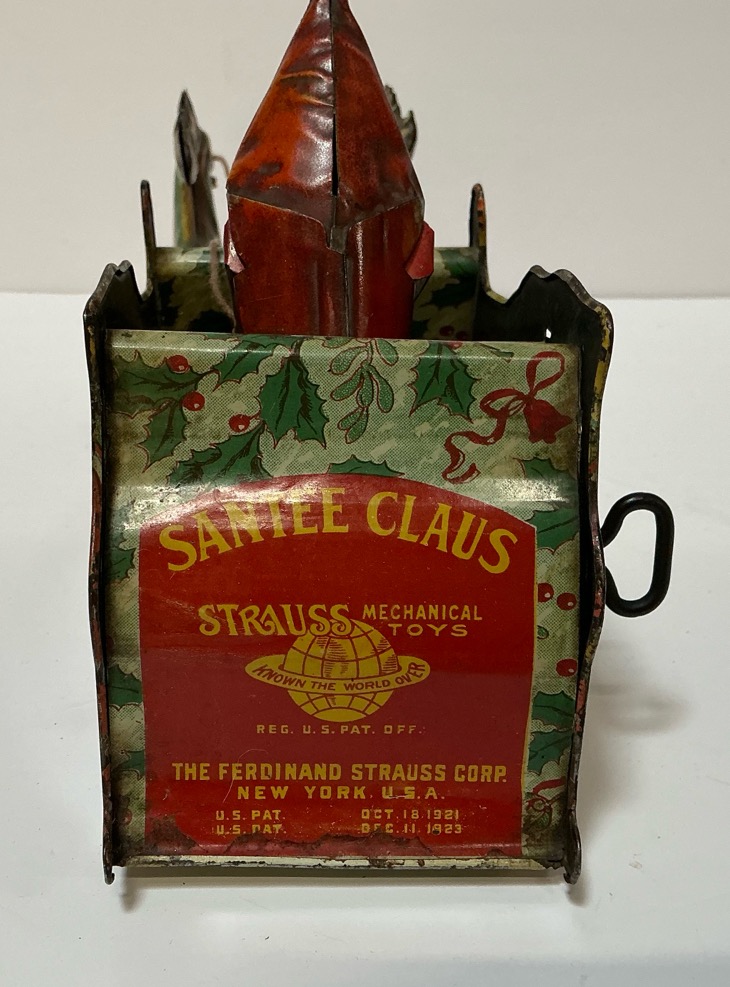 SANTEE CLAUS
STRAUSS MECHANICAL TOYS
KNOWN THE WORLD OVER
REG. U.S. PAT. OFF.
THE FERDINAND STRAUSS CORP.
NEW YORK. U.S.A.
U.S. PAT. OCT. 18. 1921
U.S. PAT. DEC. 11. 1923